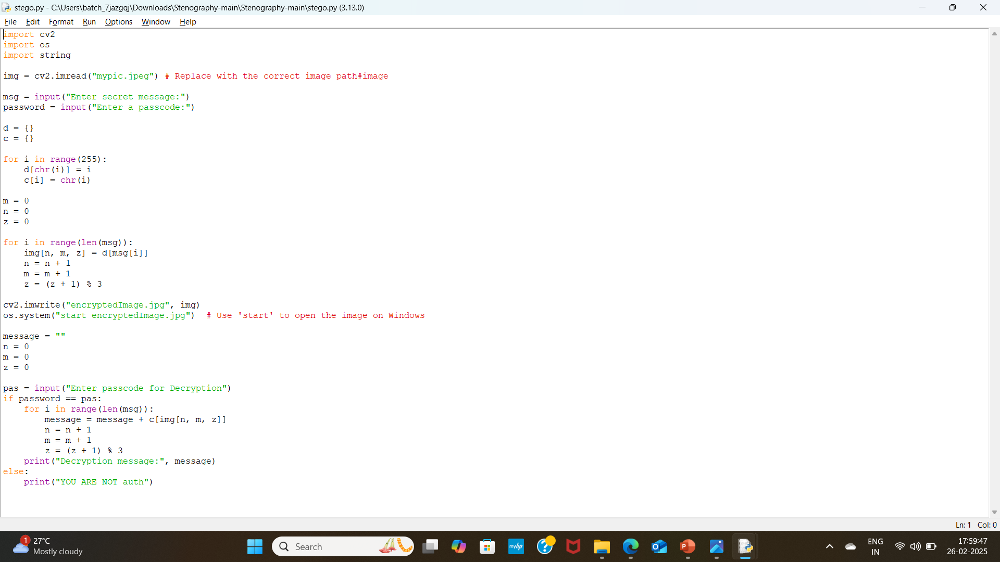 stego.py - C:\Users\batch_7jazgqj\Downloads\Stenography-main\Stenography-main\stego.py (3.13.0)
File Edit Format Run Options Window Help
import cv2
import os
import string

img = cv2.imread("mypic.jpeg") # Replace with the correct image path#image

msg = input("Enter secret message:")
password = input("Enter a passcode:")

d = {}
c = {}

for i in range(255):
    d[chr(i)] = i
    c[i] = chr(i)

m = 0
n = 0
z = 0

for i in range(len(msg)):
    img[n, m, z] = d[msg[i]]
    n = n + 1
    m = m + 1
    z = (z + 1) % 3

cv2.imwrite("encryptedImage.jpg", img)
os.system("start encryptedImage.jpg")  # Use 'start' to open the image on Windows

message = ""
n = 0
m = 0
z = 0

pas = input("Enter passcode for Decryption")
if password == pas:
    for i in range(len(msg)):
        message = message + c[img[n, m, z]]
        n = n + 1
        m = m + 1
        z = (z + 1) % 3
    print("Decryption message:", message)
else:
    print("YOU ARE NOT auth")
Ln: 1 Col: 0
1
27°C
Mostly cloudy
Search
myhp
ENG
IN
17:59:47
26-02-2025